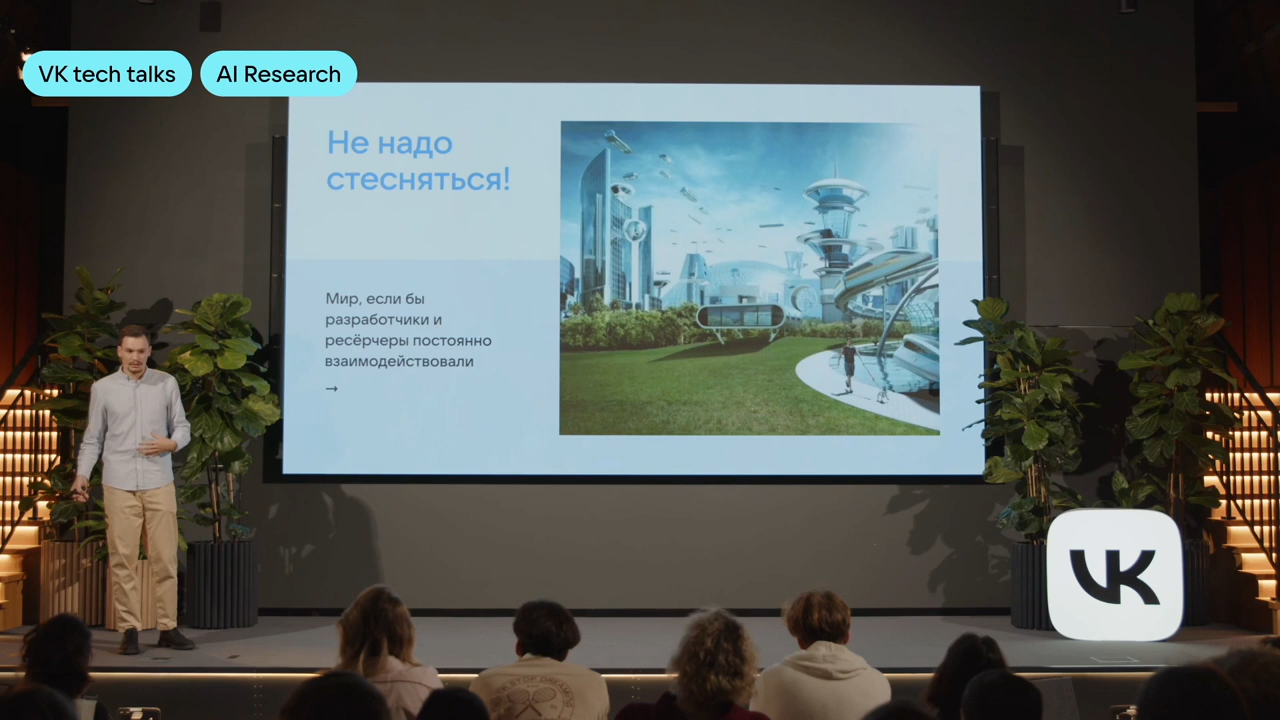 VK tech talks
AI Research
Не надо
стесняться!
Мир, если бы
разработчики и
ресёрчеры постоянно
взаимодействовали
→
VK